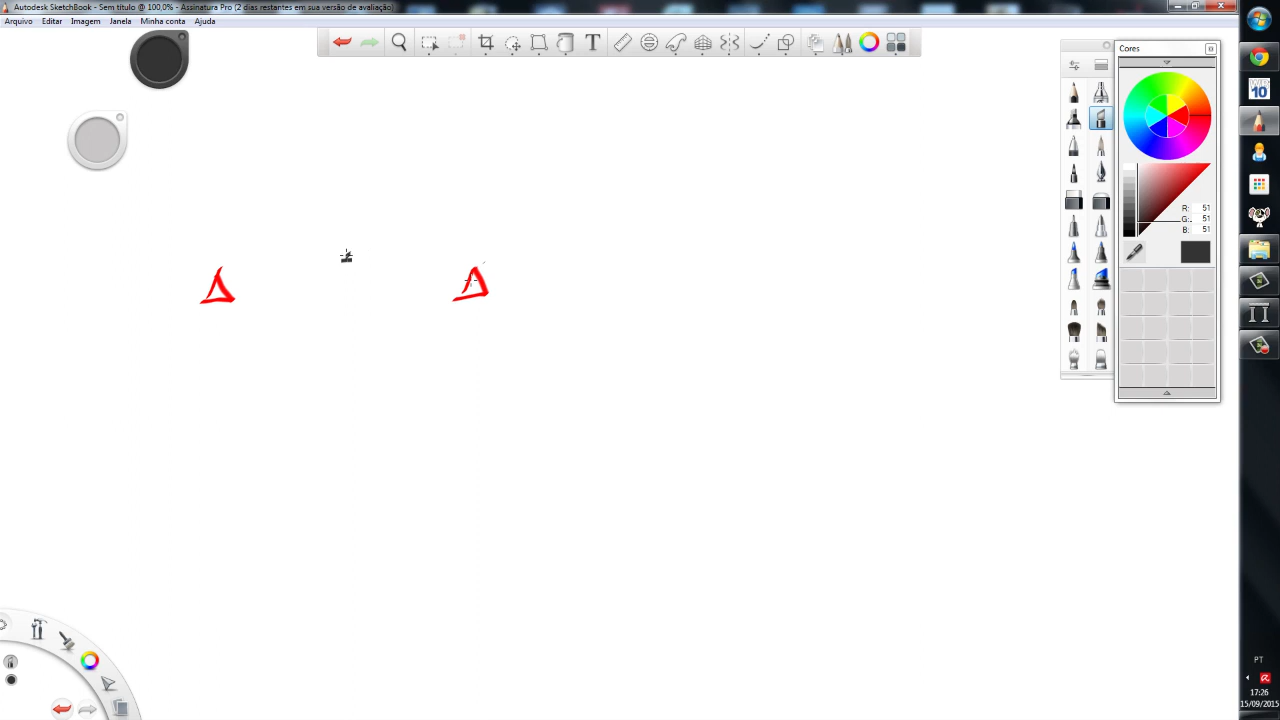 Autodesk SketchBook - Sem título @ 100,0% - Assinatura Pro (2 dias restantes em sua versão de avaliação)
Arquivo Editar Imagem Janela Minha conta Ajuda
T
Cores
R: 51
G: 51
B: 51
10
PT
17:26
15/09/2015